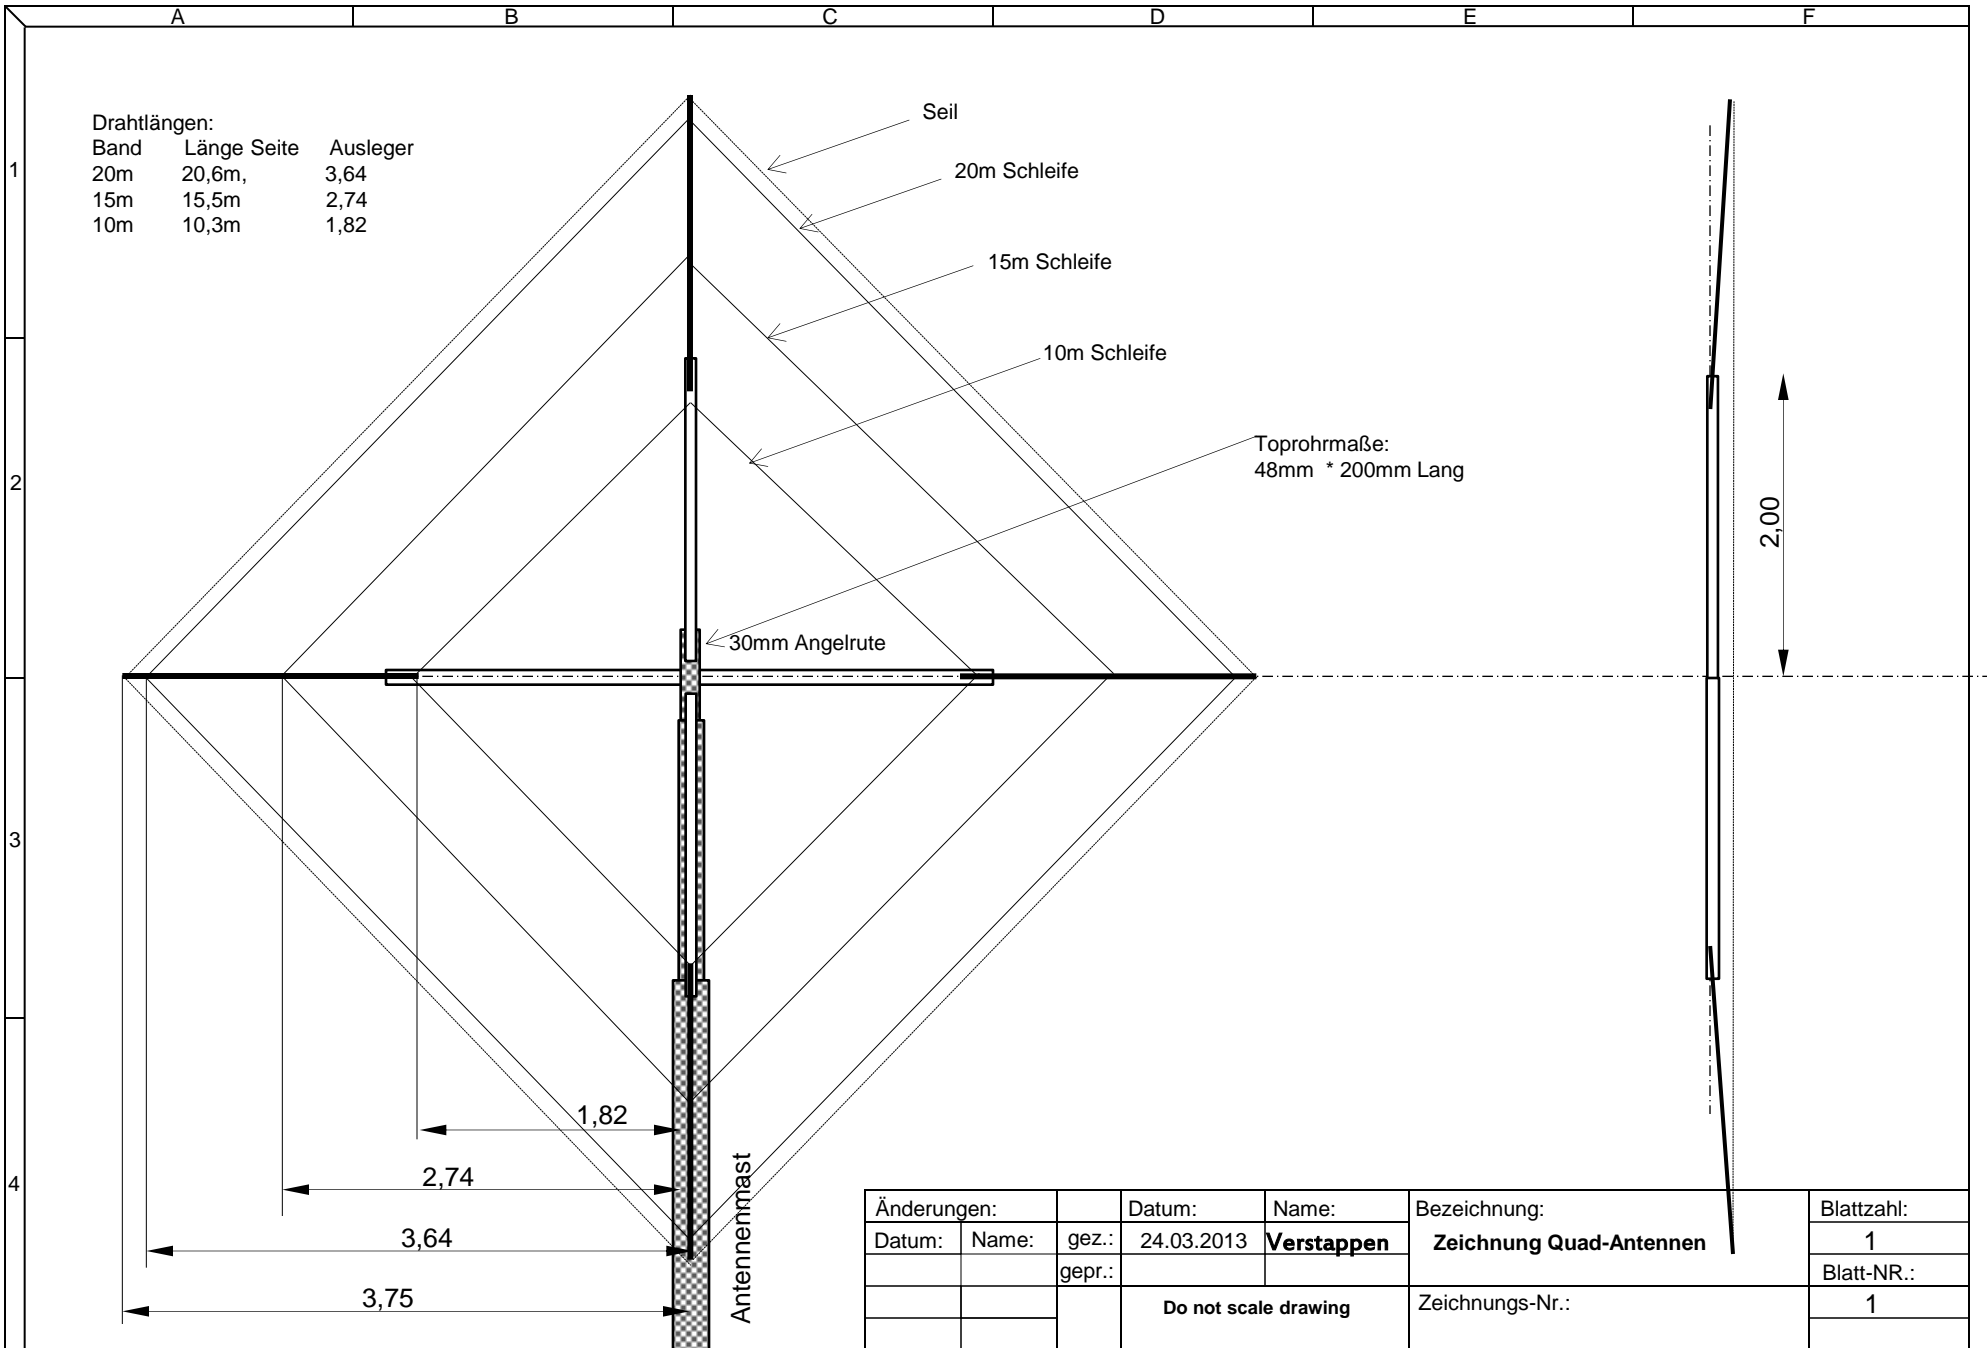 A B C D E F
1
2
3
4
Drahtlängen:
Band Länge Seite Ausleger
20m 20,6m, 3,64
15m 15,5m 2,74
10m 10,3m 1,82
Seil
20m Schleife
15m Schleife
10m Schleife
Toprohrmaße:
48mm * 200mm Lang
30mm Angelrute
2,00
1,82
2,74
3,64
3,75
Antennenmast
Änderungen: Datum: Name: Bezeichnung: Blattzahl:
Datum: Name: gez.: 24.03.2013 Verstappen Zeichnung Quad-Antennen 1
gepr.: Blatt-NR.:
Do not scale drawing Zeichnungs-Nr.: 1